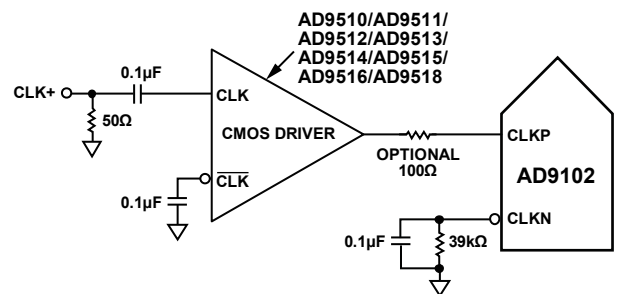 AD9510/AD9511/
AD9512/AD9513/
AD9514/AD9515/
AD9516/AD9518
0.1µF
CLK+
CLK
50Ω
CMOS DRIVER
CLK
0.1µF
OPTIONAL
100Ω
CLKP
AD9102
CLKN
0.1µF
39kΩ